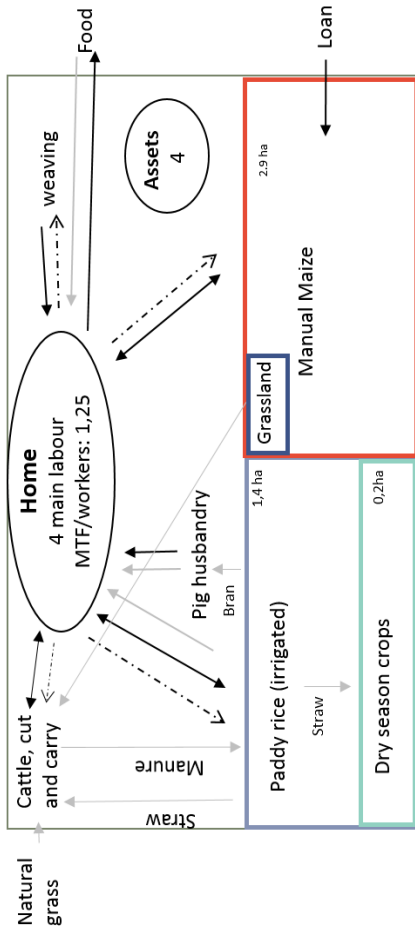 Natural
grass
Cattle, cut
and carry
Home
4 main labour
MTF/workers: 1,25
weaving
Food
Assets
4
Straw
Manure
Pig husbandry
Bran
Paddy rice (irrigated)
1,4 ha
Straw
Dry season crops
0,2ha
Grassland
Manual Maize
2.9 ha
Loan